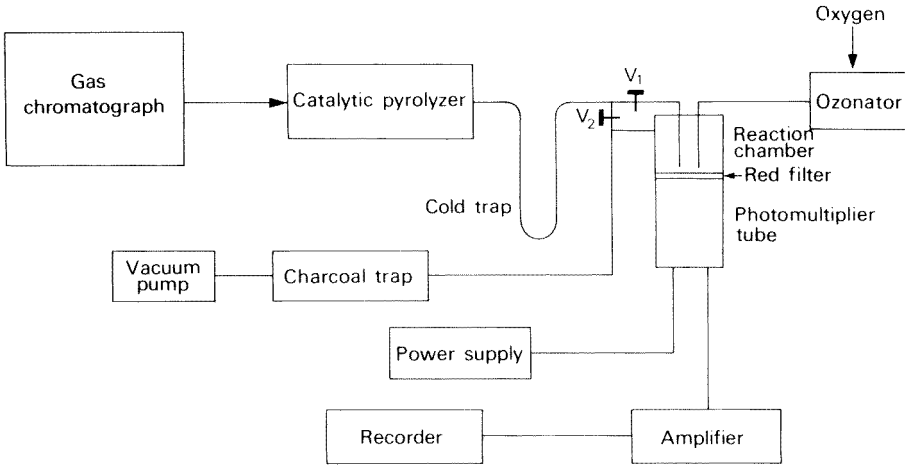 Oxygen
Gas
chromatograph
Catalytic pyrolyzer
V1
V2
Ozonator
Reaction
chamber
Red filter
Cold trap
Photomultiplier
tube
Vacuum
pump
Charcoal trap
Power supply
Recorder
Amplifier